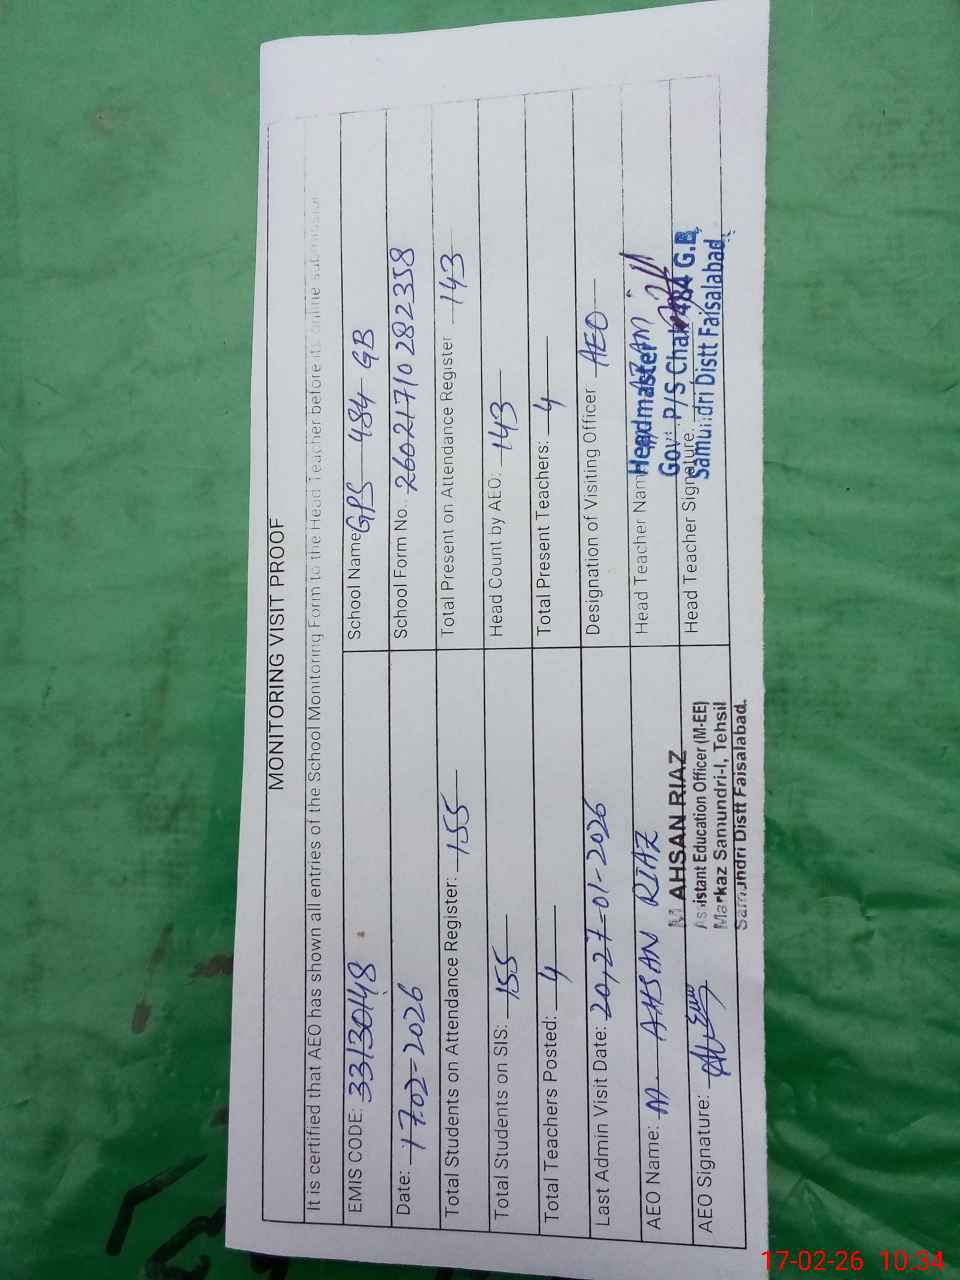 MONITORING VISIT PROOF
It is certified that AEO has shown all entries of the School Monitoring Form to the Head Teacher before its online submission
EMIS CODE: 33130148
School Name GPS 484 GB
Date: 17-02-2026
School Form No. 26021710282358
Total Students on Attendance Register: 155
Total Present on Attendance Register 143
Total Students on SIS: 155
Head Count by AEO: 143
Total Teachers Posted: 4
Total Present Teachers: 4
Last Admin Visit Date: 20,27-01-2026
Designation of Visiting Officer AEO
AEO Name: M. AHSAN RIAZ
Head Teacher Name
AEO Signature:
Head Teacher Signature:
M AHSAN RIAZ
Assistant Education Officer (M-EE)
Markaz Samundri-I, Tehsil
Samundri Distt Faisalabad.
Headmaster
Govt. P/S Chak 484 G.B
Samundri Distt Faisalabad
17-02-26 10:34